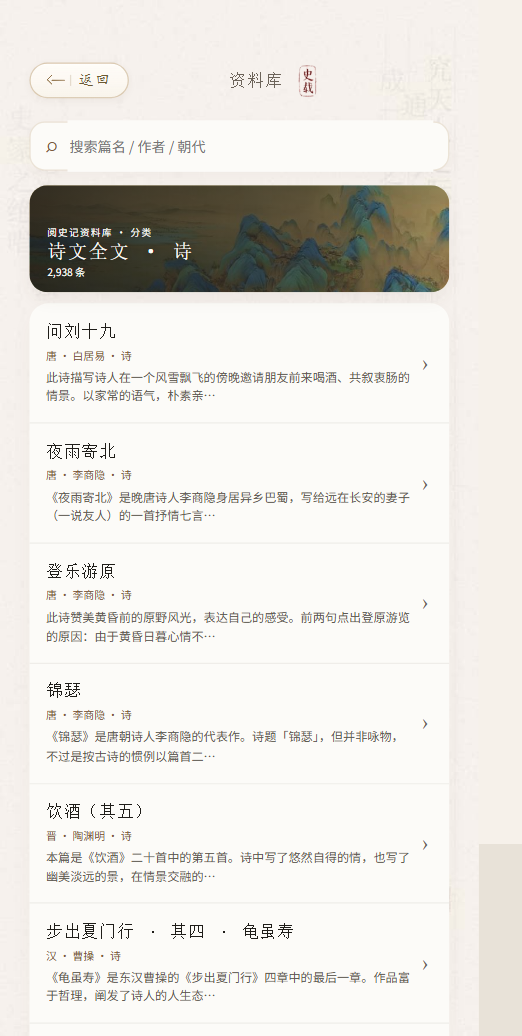 返回
资料库
史载
搜索篇名 / 作者 / 朝代
阅史记资料库 · 分类
诗文全文 · 诗
2,938 条
问刘十九
唐 · 白居易 · 诗
此诗描写诗人在一个风雪飘飞的傍晚邀请朋友前来喝酒、共叙衷肠的
情景。以家常的语气，朴素亲…
夜雨寄北
唐 · 李商隐 · 诗
《夜雨寄北》是晚唐诗人李商隐身居异乡巴蜀，写给远在长安的妻子
（一说友人）的一首抒情七言…
登乐游原
唐 · 李商隐 · 诗
此诗赞美黄昏前的原野风光，表达自己的感受。前两句点出登原游览
的原因：由于黄昏日暮心情不…
锦瑟
唐 · 李商隐 · 诗
《锦瑟》是唐朝诗人李商隐的代表作。诗题「锦瑟」，但并非咏物，
不过是按古诗的惯例以篇首二…
饮酒（其五）
晋 · 陶渊明 · 诗
本篇是《饮酒》二十首中的第五首。诗中写了悠然自得的情，也写了
幽美淡远的景，在情景交融的…
步出夏门行 · 其四 · 龟虽寿
汉 · 曹操 · 诗
《龟虽寿》是东汉曹操的《步出夏门行》四章中的最后一章。作品富
于哲理，阐发了诗人的人生态…